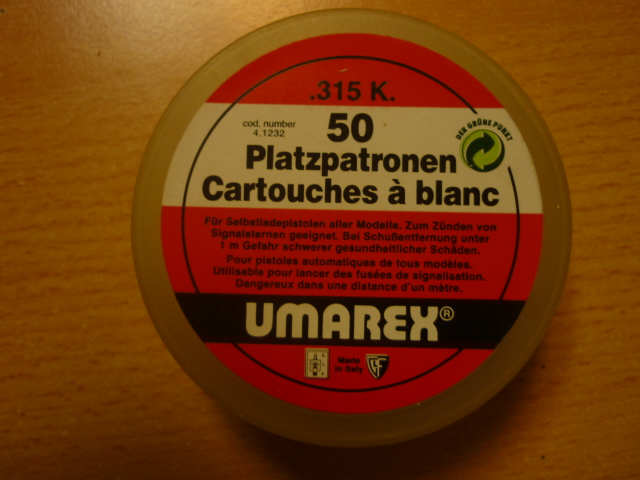 .315 K.
cod. number
4.1232
50
DER GRÜNE PUNKT
Platzpatronen
Cartouches à blanc
Für Selbstladepistolen aller Modelle. Zum Zünden von
Signalsternen geeignet. Bei Schußentfernung unter
1 m Gefahr schwerer gesundheitlicher Schäden.
Pour pistoles automatiques de tous modèles.
Utilisable pour lancer des fusées de signalisation.
Dangereux dans une distance d'un mètre.
UMAREX®
Made
in Italy